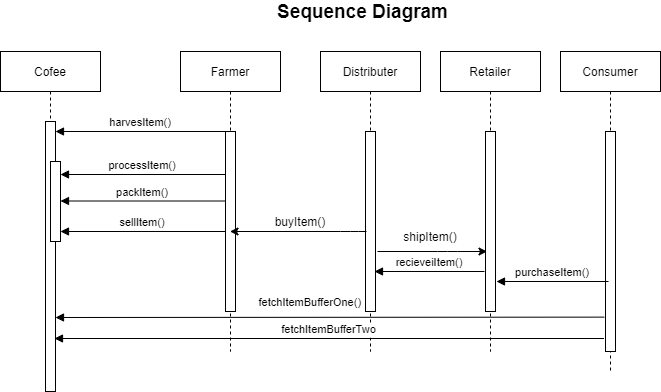 Sequence Diagram
Cofee
Farmer
Distributer
Retailer
Consumer
harvesItem()
processItem()
packItem()
sellItem()
buyItem()
shipItem()
recieveiItem()
purchaseItem()
fetchItemBufferOne()
fetchItemBufferTwo